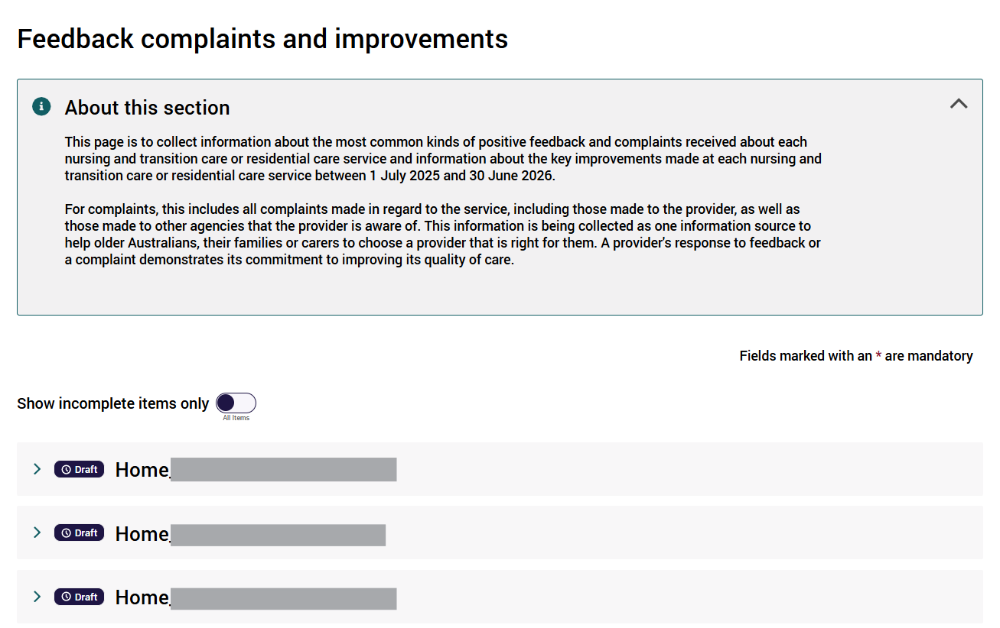 Feedback complaints and improvements
About this section
This page is to collect information about the most common kinds of positive feedback and complaints received about each
nursing and transition care or residential care service and information about the key improvements made at each nursing and
transition care or residential care service between 1 July 2025 and 30 June 2026.
For complaints, this includes all complaints made in regard to the service, including those made to the provider, as well as
those made to other agencies that the provider is aware of. This information is being collected as one information source to
help older Australians, their families or carers to choose a provider that is right for them. A provider's response to feedback or
a complaint demonstrates its commitment to improving its quality of care.
Fields marked with an * are mandatory
Show incomplete items only
All Items
Draft Home_
Draft Home_
Draft Home_